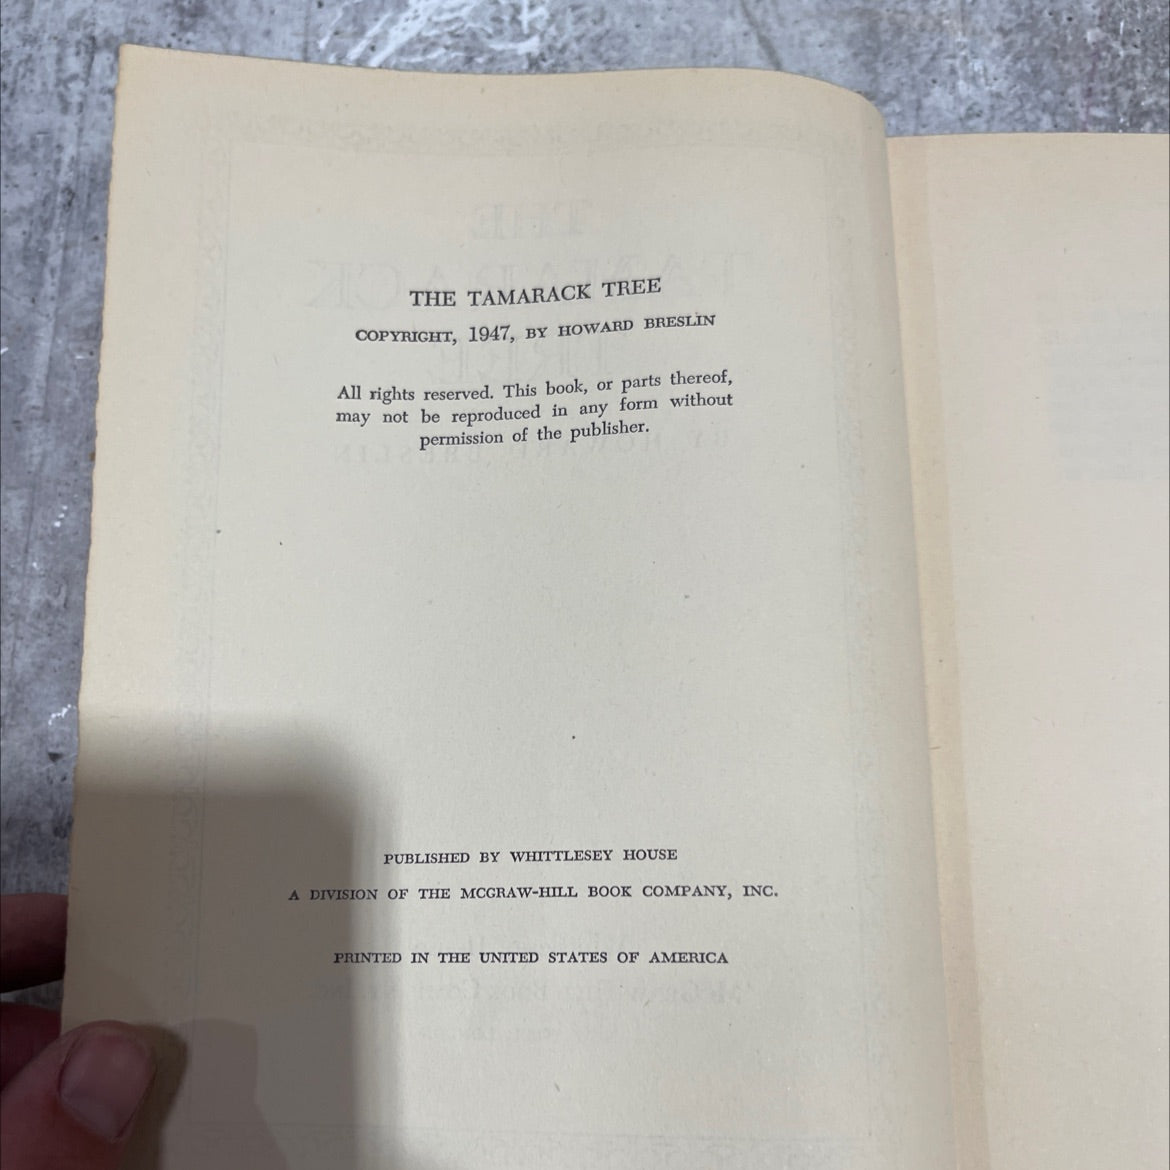 THE TAMARACK TREE
COPYRIGHT, 1947, BY HOWARD BRESLIN
All rights reserved. This book, or parts thereof,
may not be reproduced in any form without
permission of the publisher.
PUBLISHED BY WHITTLESEY HOUSE
A DIVISION OF THE MCGRAW-HILL BOOK COMPANY, INC.
PRINTED IN THE UNITED STATES OF AMERICA